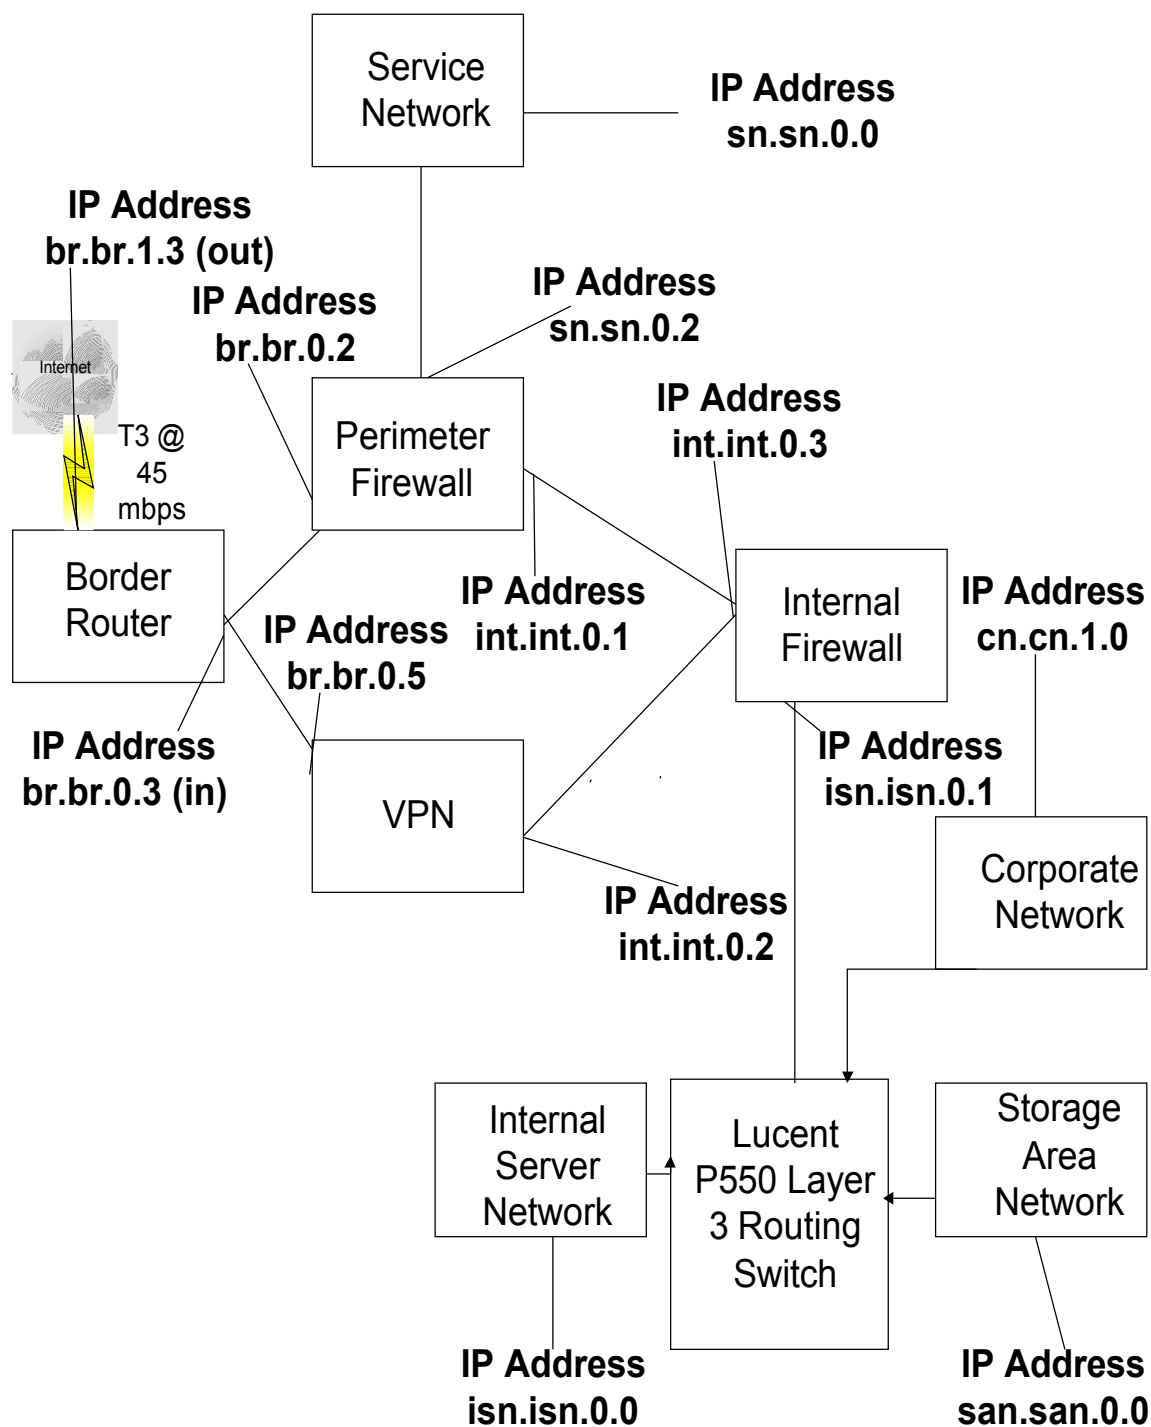 Service
Network
IP Address
sn.sn.0.0
IP Address
br.br.1.3 (out)
IP Address
br.br.0.2
IP Address
sn.sn.0.2
Internet
T3 @
45
mbps
Perimeter
Firewall
IP Address
int.int.0.3
Border
Router
IP Address
br.br.0.5
IP Address
int.int.0.1
Internal
Firewall
IP Address
cn.cn.1.0
IP Address
br.br.0.3 (in)
VPN
IP Address
isn.isn.0.1
IP Address
int.int.0.2
Corporate
Network
Internal
Server
Network
Lucent
P550 Layer
3 Routing
Switch
Storage
Area
Network
IP Address
isn.isn.0.0
IP Address
san.san.0.0